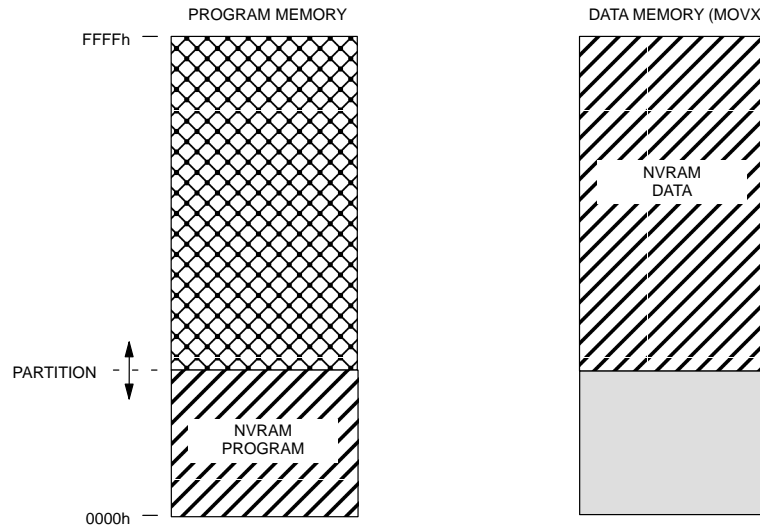 PROGRAM MEMORY
DATA MEMORY (MOVX
FFFFh
NVRAM
DATA
PARTITION
NVRAM
PROGRAM
0000h